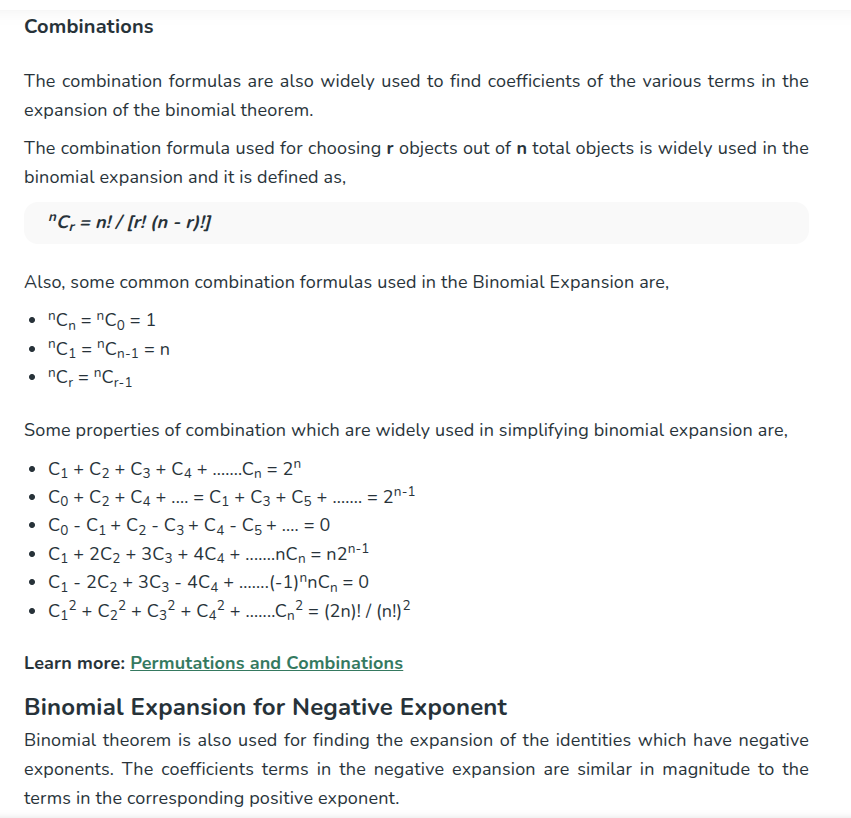 Combinations
The combination formulas are also widely used to find coefficients of the various terms in the
expansion of the binomial theorem.
The combination formula used for choosing r objects out of n total objects is widely used in the
binomial expansion and it is defined as,
ⁿCᵣ = n! / [r! (n - r)!]
Also, some common combination formulas used in the Binomial Expansion are,
• ⁿCₙ = ⁿC₀ = 1
• ⁿC₁ = ⁿCₙ₋₁ = n
• ⁿCᵣ = ⁿCᵣ₋₁
Some properties of combination which are widely used in simplifying binomial expansion are,
• C₁ + C₂ + C₃ + C₄ + .......Cₙ = 2ⁿ
• C₀ + C₂ + C₄ + .... = C₁ + C₃ + C₅ + ....... = 2ⁿ⁻¹
• C₀ - C₁ + C₂ - C₃ + C₄ - C₅ + .... = 0
• C₁ + 2C₂ + 3C₃ + 4C₄ + .......nCₙ = n2ⁿ⁻¹
• C₁ - 2C₂ + 3C₃ - 4C₄ + .......(-1)ⁿnCₙ = 0
• C₁² + C₂² + C₃² + C₄² + .......Cₙ² = (2n)! / (n!)²
Learn more: Permutations and Combinations
Binomial Expansion for Negative Exponent
Binomial theorem is also used for finding the expansion of the identities which have negative
exponents. The coefficients terms in the negative expansion are similar in magnitude to the
terms in the corresponding positive exponent.